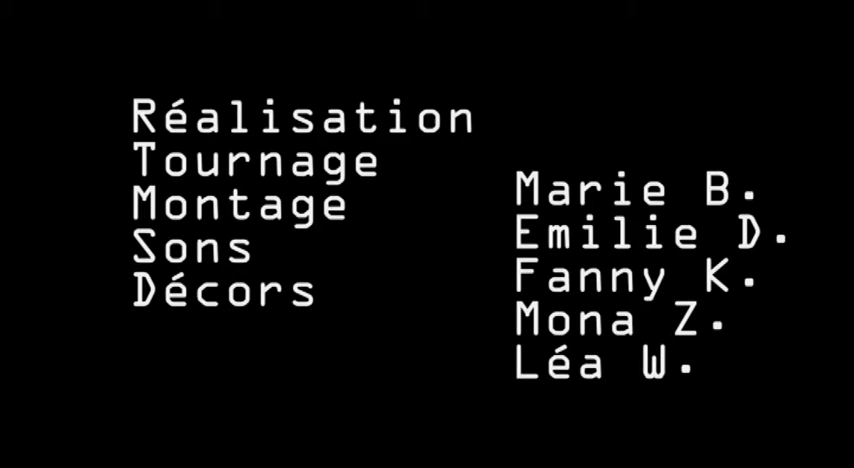 Réalisation
Tournage
Montage
Sons
Décors
Marie B.
Emilie D.
Fanny K.
Mona Z.
Léa W.